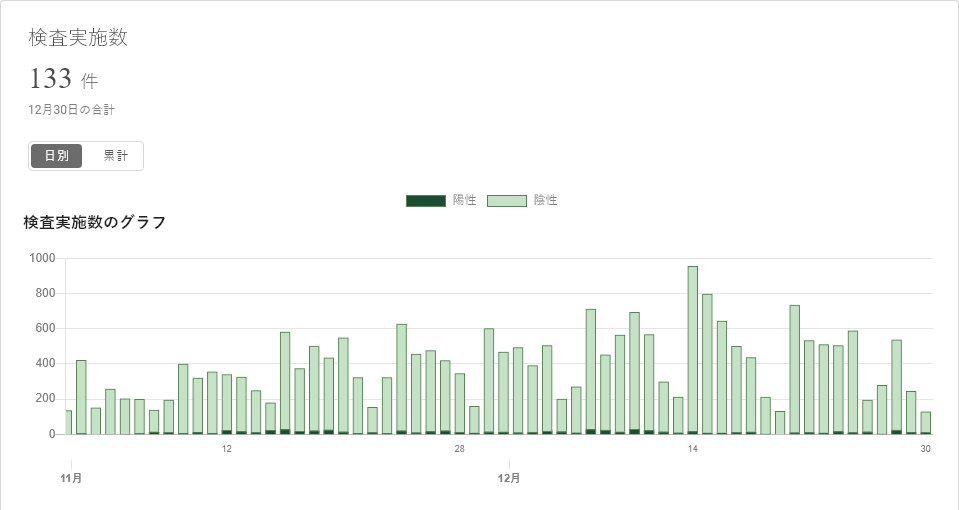 検査実施数
133 件
12月30日の合計
日別 累計
陽性 陰性
検査実施数のグラフ
1000
800
600
400
200
0
12 28 14 30
11月 12月